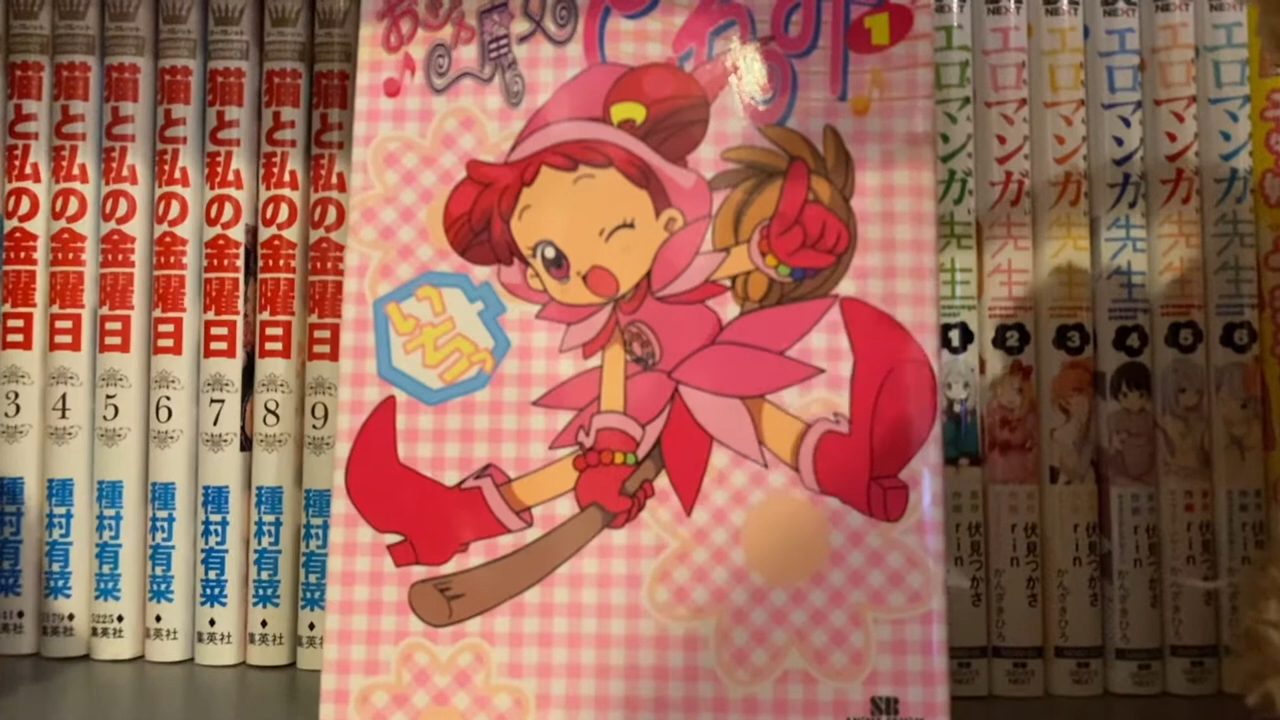 猫と私の金曜日
3
種村有菜
集英社
猫と私の金曜日
4
種村有菜
集英社
猫と私の金曜日
5
種村有菜
5225
集英社
猫と私の金曜日
6
種村有菜
集英社
猫と私の金曜日
7
種村有菜
集英社
猫と私の金曜日
8
種村有菜
集英社
猫と私の金曜日
9
種村有菜
おジャ魔女
どれみ
1
SB
エロマンガ先生
1
伏見つかさ
rin
エロマンガ先生
2
伏見つかさ
rin
かんざきひろ
NEXT
エロマンガ先生
3
伏見つかさ
rin
かんざきひろ
NEXT
エロマンガ先生
4
伏見つかさ
rin
かんざきひろ
NEXT
エロマンガ先生
5
伏見つかさ
rin
かんざきひろ
NEXT
エロマンガ先生
6
rin